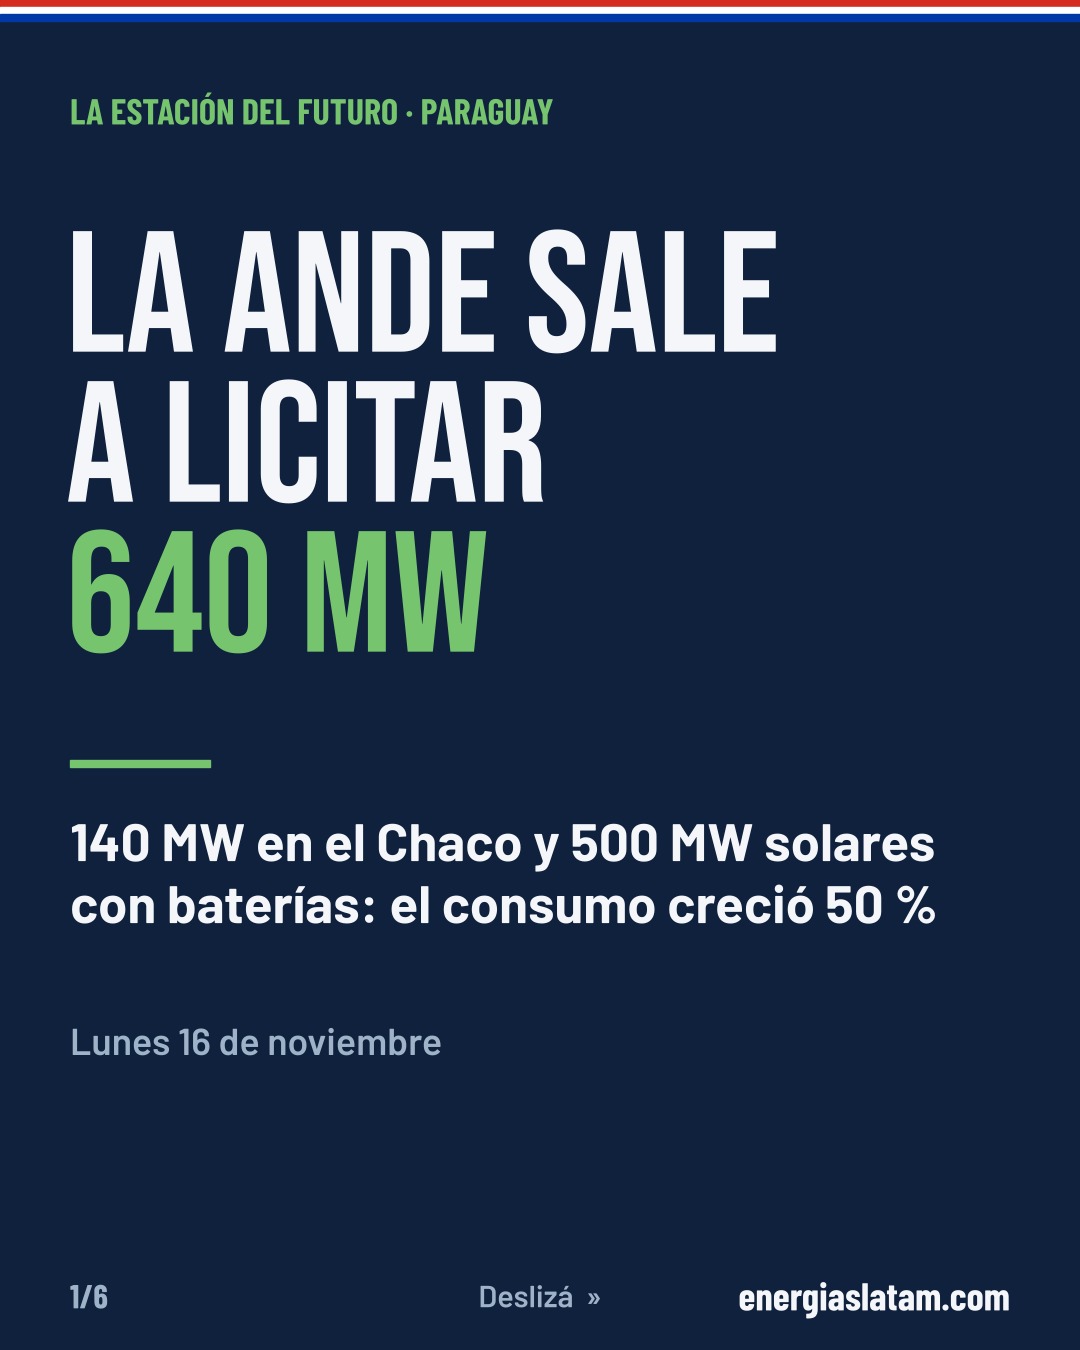 LA ESTACIÓN DEL FUTURO · PARAGUAY
LA ANDE SALE
A LICITAR
640 MW
140 MW en el Chaco y 500 MW solares
con baterías: el consumo creció 50 %
Lunes 16 de noviembre
1/6
Deslizá »
energiaslatam.com